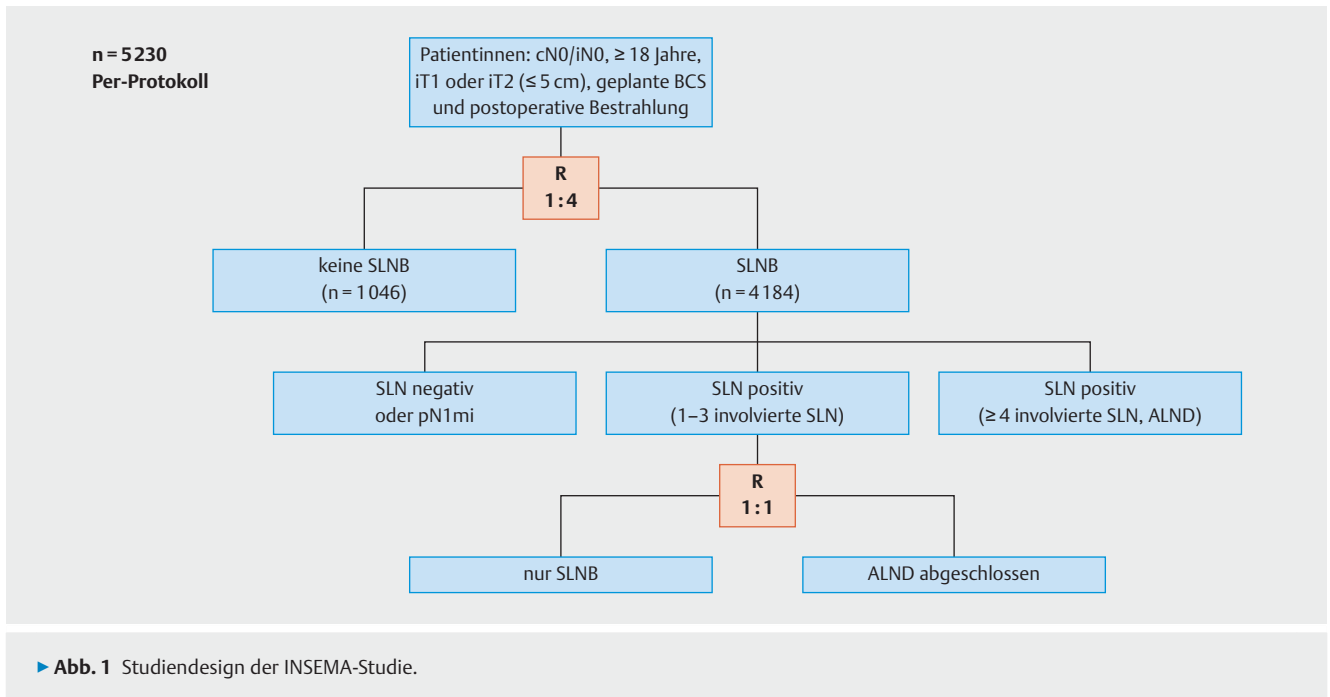 n = 5230
Per-Protokoll
Patientinnen: cN0/iN0, ≥ 18 Jahre,
iT1 oder iT2 (≤ 5 cm), geplante BCS
und postoperative Bestrahlung
R
1 : 4
keine SLNB
(n = 1046)
SLNB
(n = 4184)
SLN negativ
oder pN1mi
SLN positiv
(1–3 involvierte SLN)
SLN positiv
(≥ 4 involvierte SLN, ALND)
R
1 : 1
nur SLNB
ALND abgeschlossen
▶ Abb. 1 Studiendesign der INSEMA-Studie.